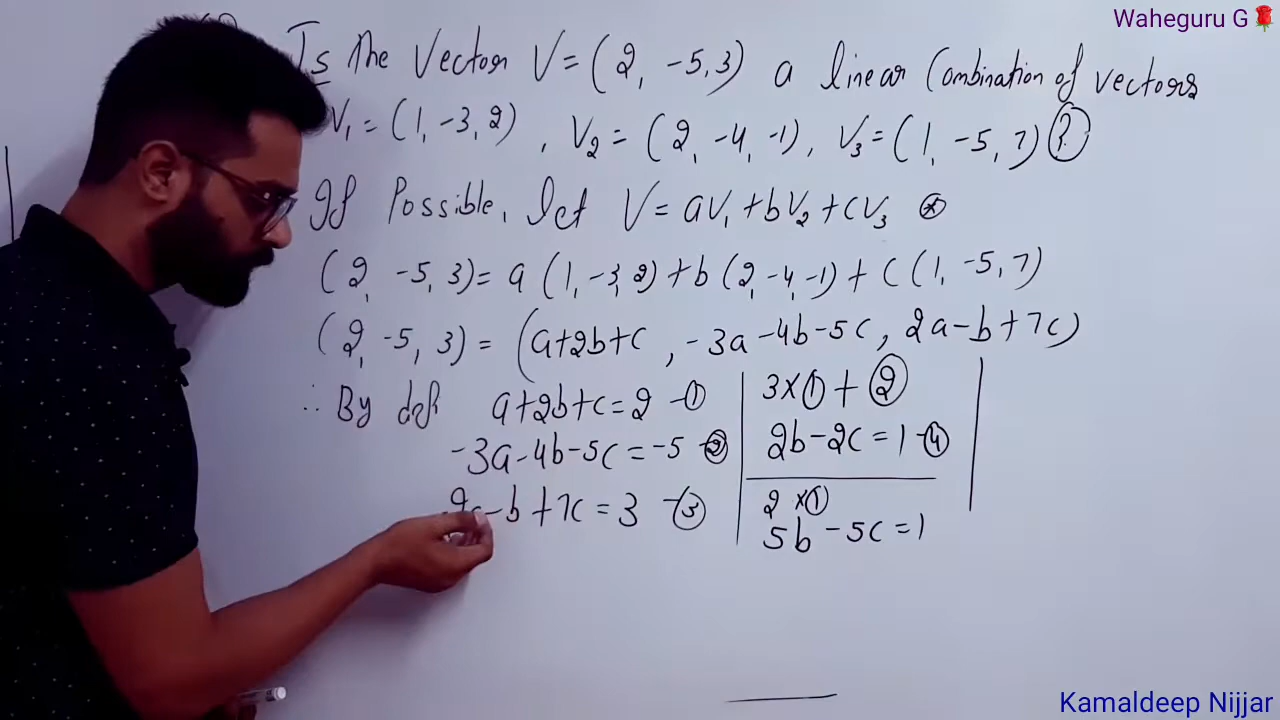 Waheguru G🌹
Is the Vector V = (2, -5, 3) a linear Combination of vectors
V₁ = (1, -3, 2), V₂ = (2, -4, -1), V₃ = (1, -5, 7) ?
If Possible, let V = aV₁ + bV₂ + cV₃ ⊛
(2, -5, 3) = a (1, -3, 2) + b (2, -4, -1) + c (1, -5, 7)
(2, -5, 3) = (a+2b+c, -3a-4b-5c, 2a-b+7c)
∴ By def a+2b+c = 2 -①
-3a-4b-5c = -5 -②
-b+7c = 3 -③
3×① + ②
2b-2c = 1 -④
2×①
5b-5c = 1
Kamaldeep Nijjar